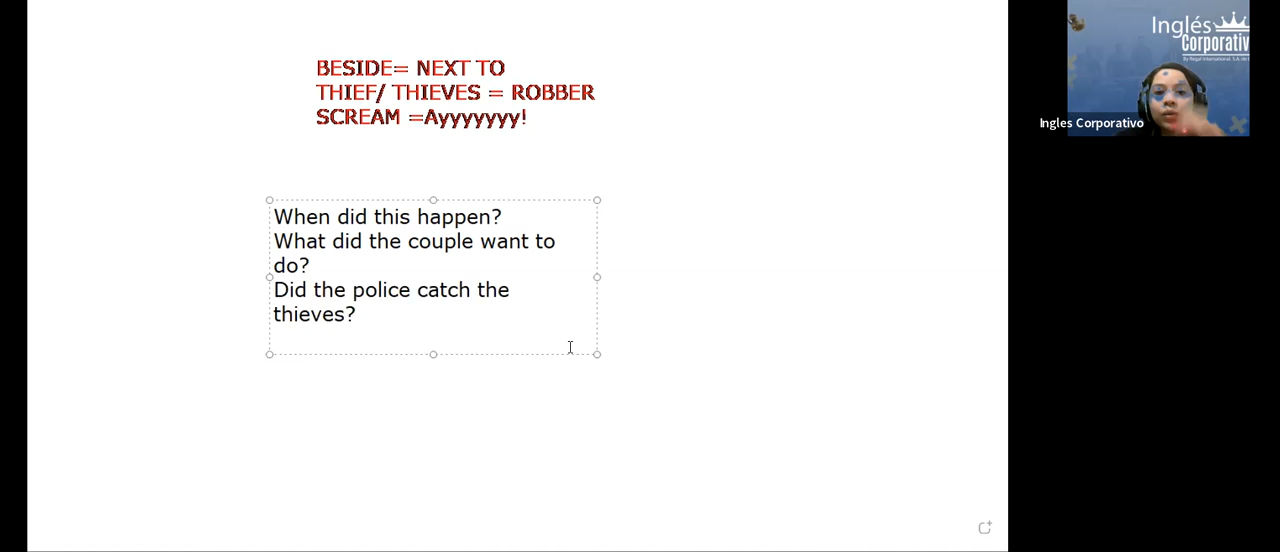 BESIDE= NEXT TO
THIEF/ THIEVES = ROBBER
SCREAM =Ayyyyyyy!
When did this happen?
What did the couple want to
do?
Did the police catch the
thieves?
Inglés
Corporativ
Ingles Corporativo